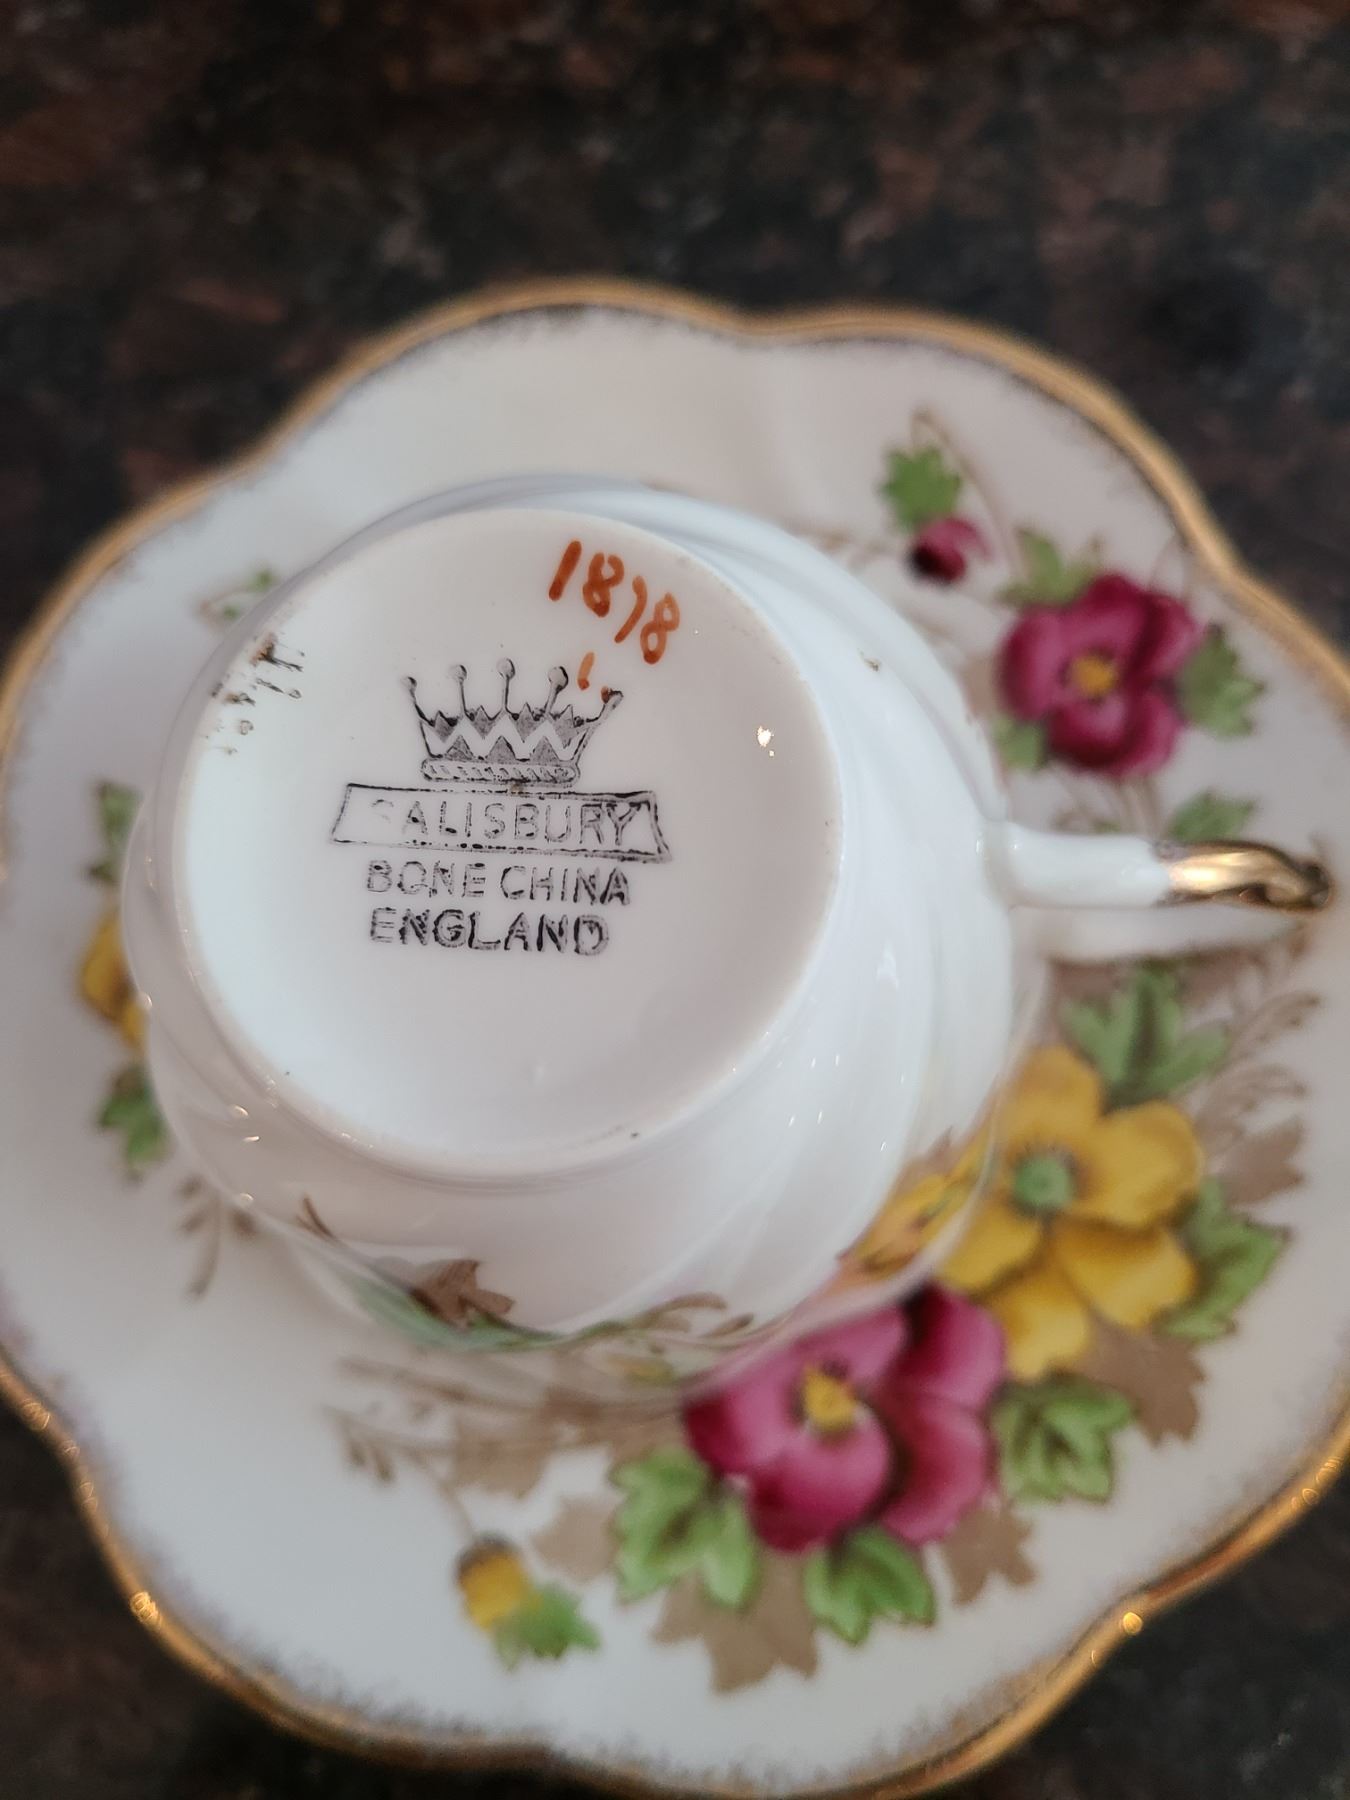 1878
SALISBURY
BONE CHINA
ENGLAND